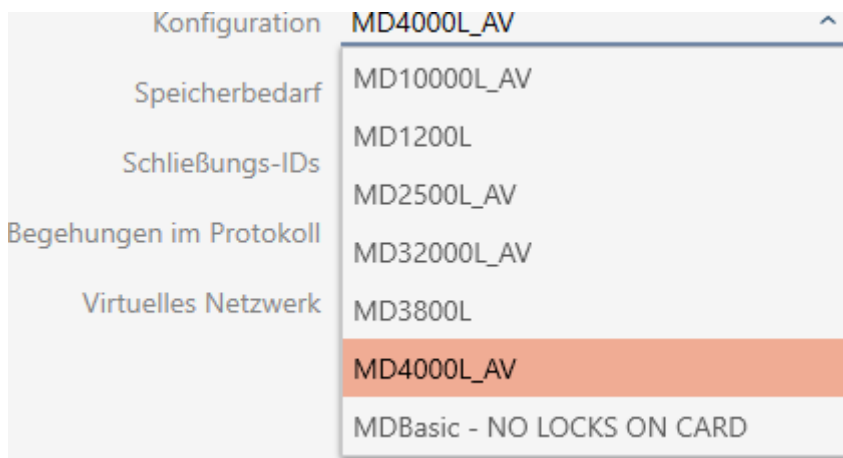 Konfiguration MD4000L_AV
Speicherbedarf MD10000L_AV
MD1200L
Schließungs-IDs
MD2500L_AV
Begehungen im Protokoll MD32000L_AV
Virtuelles Netzwerk MD3800L
MD4000L_AV
MDBasic - NO LOCKS ON CARD